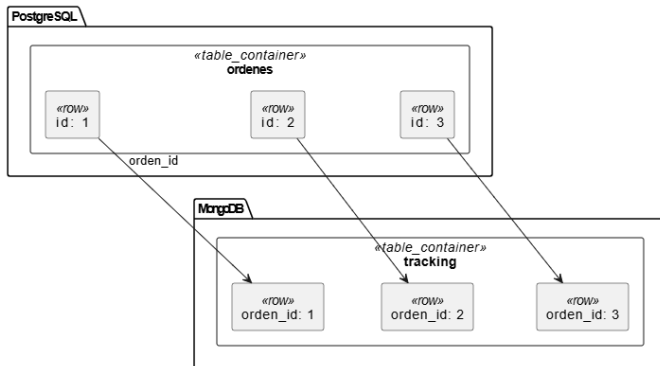 PostgreSQL
«table_container»
ordenes
«row»
id: 1
«row»
id: 2
«row»
id: 3
orden_id
MongoDB
«table_container»
tracking
«row»
orden_id: 1
«row»
orden_id: 2
«row»
orden_id: 3